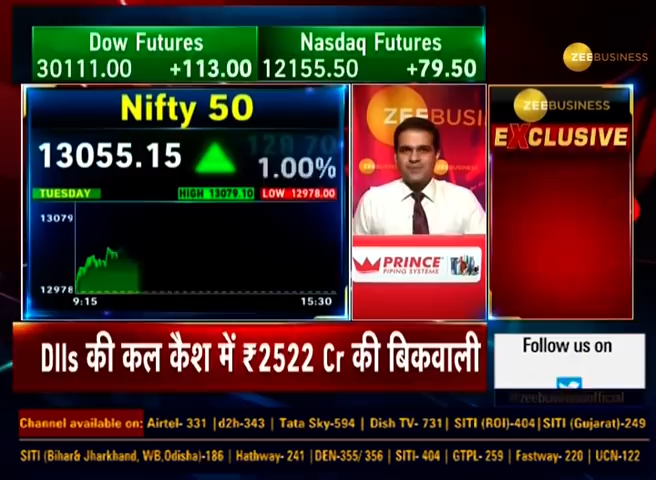 Dow Futures
30111.00 +113.00
Nasdaq Futures
12155.50 +79.50
ZEEBUSINESS
Nifty 50
13055.15 1.00%
TUESDAY HIGH 13079.10 LOW 12978.00
13079
12978
9:15 15:30
ZEEBUSI
PRINCE
PIPING SYSTEMS
ZEEBUSINESS
EXCLUSIVE
DIIs की कल कैश में ₹2522 Cr की बिकवाली
Follow us on
#zeebusinessofficial
Channel available on: Airtel- 331 | d2h-343 | Tata Sky-594 | Dish TV- 731 | SITI (ROI)-404 | SITI (Gujarat)-249
SITI (Bihar& Jharkhand, WB,Odisha)-186 | Hathway- 241 | DEN-355/ 356 | SITI- 404 | GTPL- 259 | Fastway- 220 | UCN-122